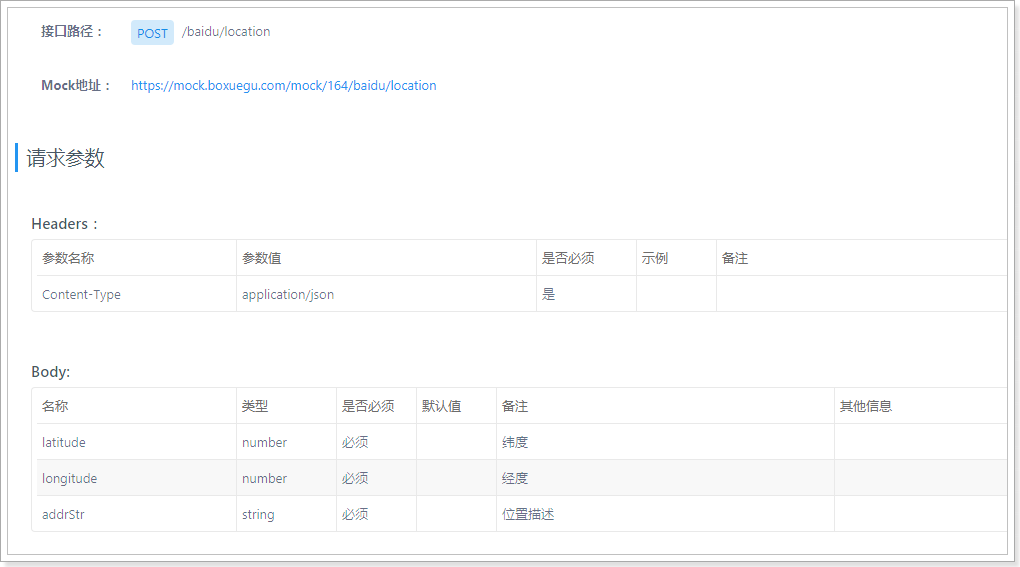 接口路径： POST /baidu/location
Mock地址： https://mock.boxuegu.com/mock/164/baidu/location
请求参数
Headers：
参数名称 参数值 是否必须 示例 备注
Content-Type application/json 是
Body:
名称 类型 是否必须 默认值 备注 其他信息
latitude number 必须 纬度
longitude number 必须 经度
addrStr string 必须 位置描述